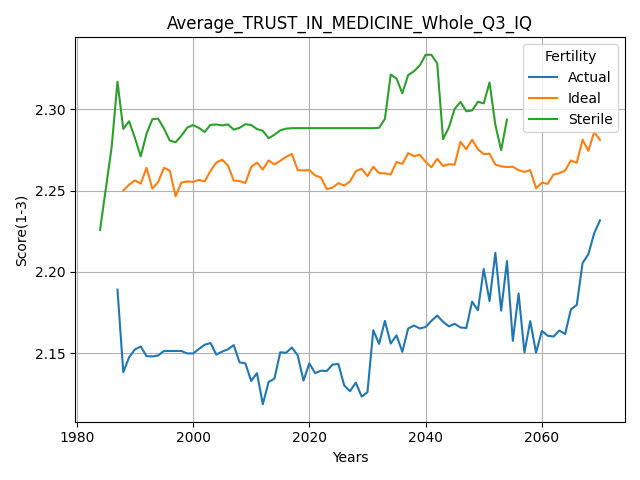 Average_TRUST_IN_MEDICINE_Whole_Q3_IQ
Fertility
Actual
Ideal
Sterile
Score(1-3)
2.30
2.25
2.20
2.15
1980 2000 2020 2040 2060
Years